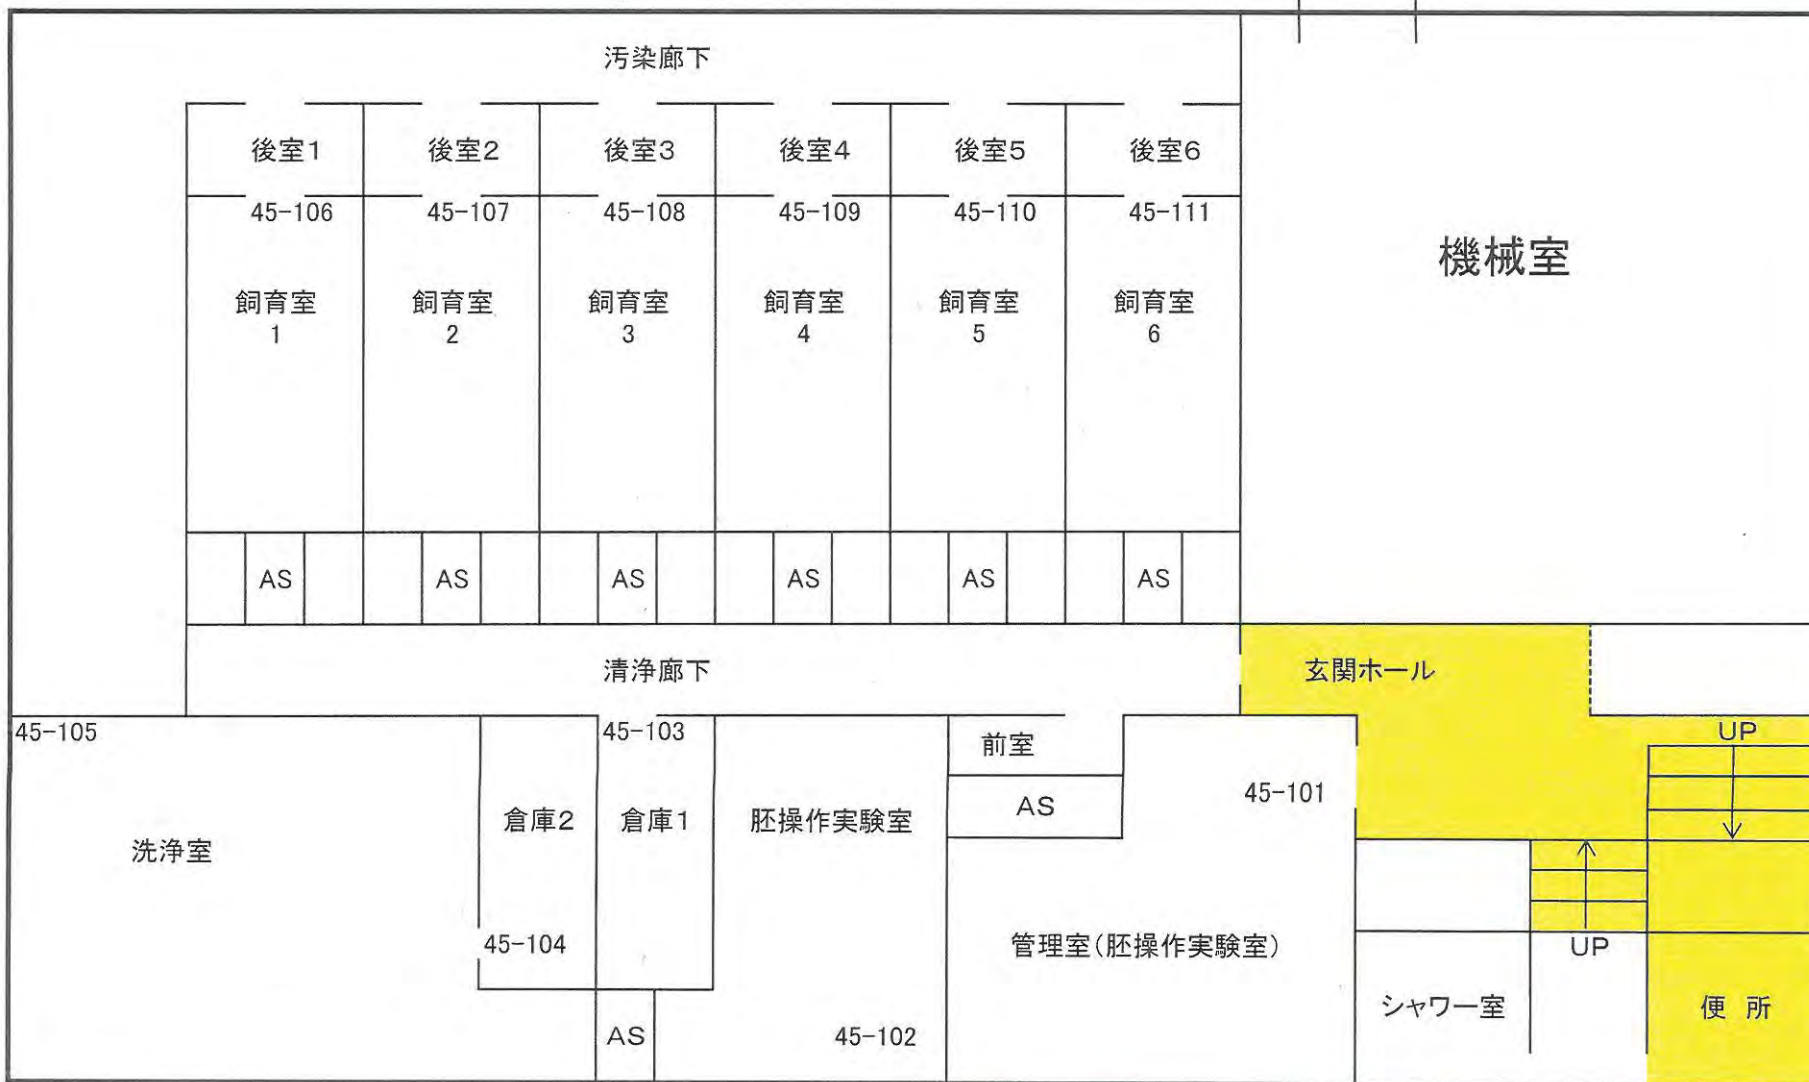 汚染廊下
後室1
後室2
後室3
後室4
後室5
後室6
45-106
45-107
45-108
45-109
45-110
45-111
機械室
飼育室
1
飼育室
2
飼育室
3
飼育室
4
飼育室
5
飼育室
6
AS
AS
AS
AS
AS
AS
清浄廊下
玄関ホール
45-105
45-103
前室
UP
45-101
AS
倉庫2
倉庫1
胚操作実験室
洗浄室
45-104
管理室(胚操作実験室)
UP
シャワー室
便 所
AS
45-102